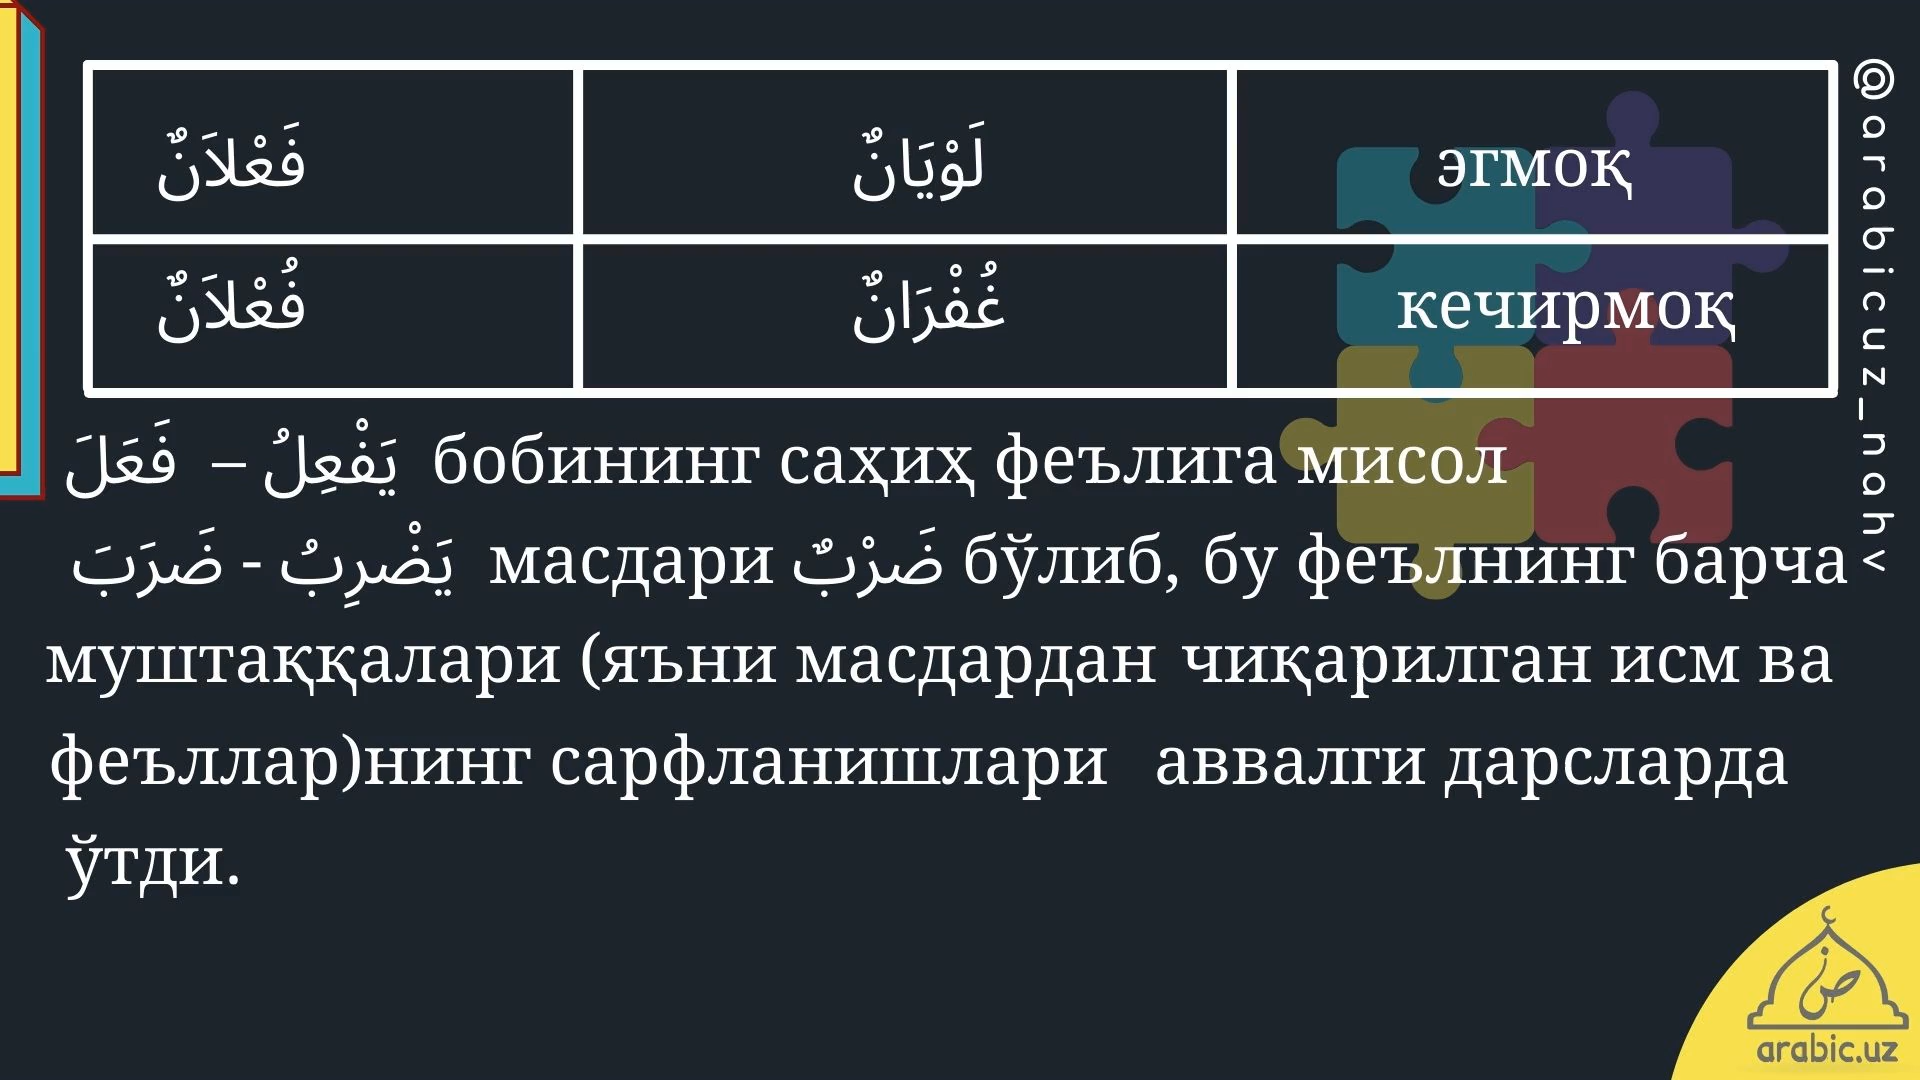 فَعْلاَنٌ لَوْيَانٌ эгмоқ
فُعْلاَنٌ غُفْرَانٌ кечирмоқ
فَعَلَ – يَفْعِلُ бобининг саҳиҳ феълига мисол
ضَرَبَ - يَضْرِبُ масдари ضَرْبٌ бўлиб, бу феълнинг барча
муштаққалари (яъни масдардан чиқарилган исм ва
феъллар)нинг сарфланишлари аввалги дарсларда
ўтди.
@arabicuz_nahv
ض
arabic.uz